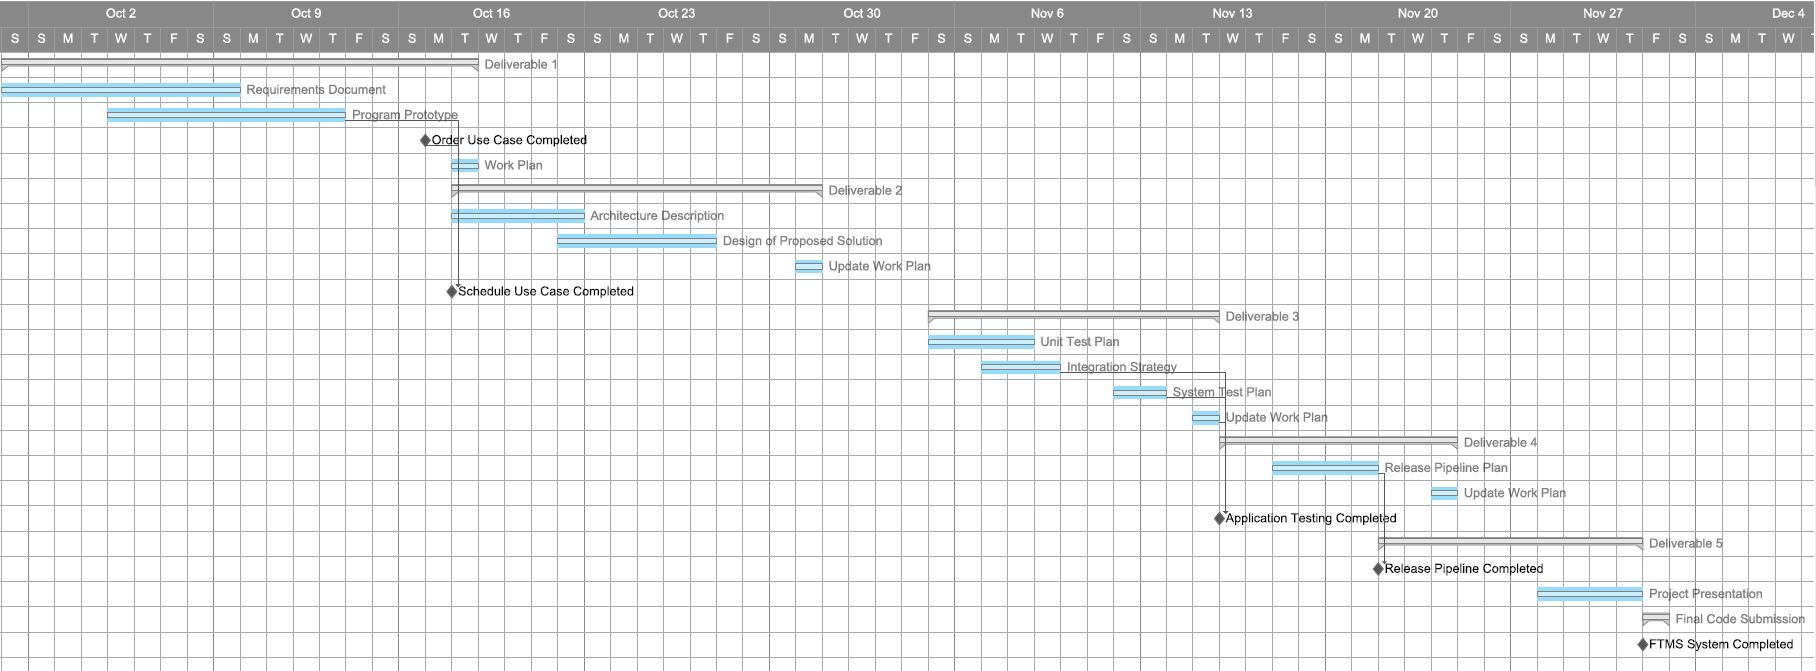 Oct 2 Oct 9 Oct 16 Oct 23 Oct 30 Nov 6 Nov 13 Nov 20 Nov 27 Dec 4
S S M T W T F S S M T W T F S S M T W T F S S M T W T F S S M T W T F S S M T W T F S S M T W T F S S M T W T F S S M T W T F S S M T W
Deliverable 1
Requirements Document
Program Prototype
Order Use Case Completed
Work Plan
Deliverable 2
Architecture Description
Design of Proposed Solution
Update Work Plan
Schedule Use Case Completed
Deliverable 3
Unit Test Plan
Integration Strategy
System Test Plan
Update Work Plan
Deliverable 4
Release Pipeline Plan
Update Work Plan
Application Testing Completed
Deliverable 5
Release Pipeline Completed
Project Presentation
Final Code Submission
FTMS System Completed